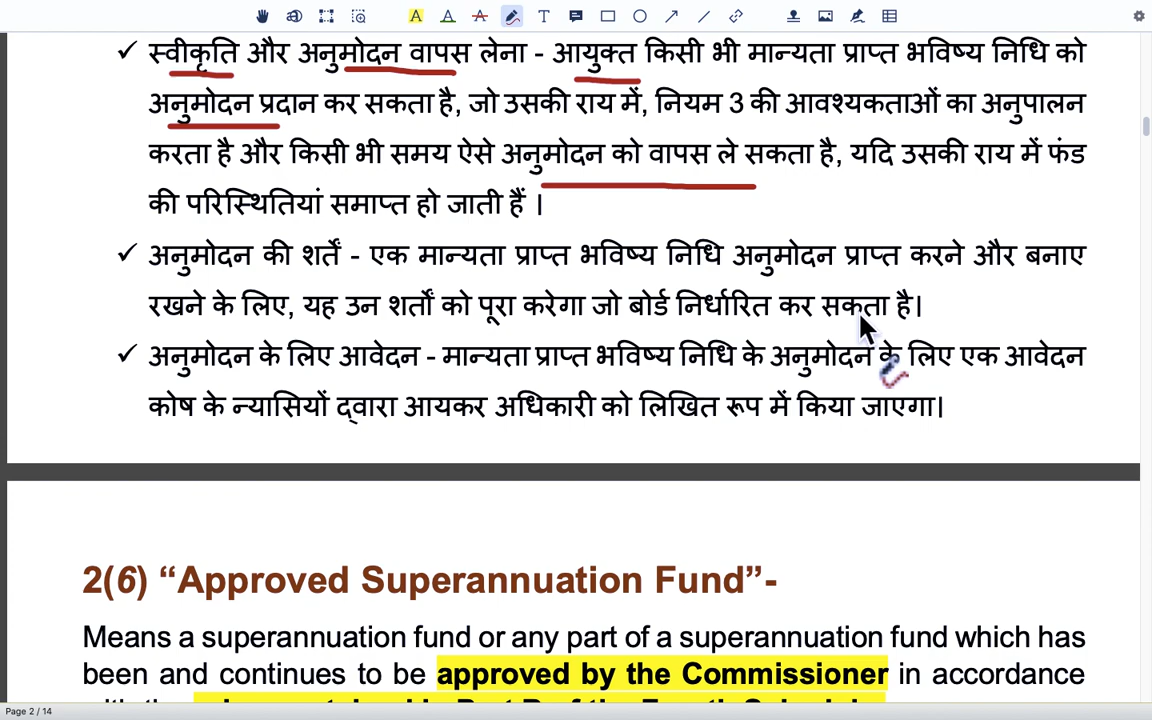 ✓ स्वीकृति और अनुमोदन वापस लेना - आयुक्त किसी भी मान्यता प्राप्त भविष्य निधि को
अनुमोदन प्रदान कर सकता है, जो उसकी राय में, नियम 3 की आवश्यकताओं का अनुपालन
करता है और किसी भी समय ऐसे अनुमोदन को वापस ले सकता है, यदि उसकी राय में फंड
की परिस्थितियां समाप्त हो जाती हैं ।
✓ अनुमोदन की शर्तें - एक मान्यता प्राप्त भविष्य निधि अनुमोदन प्राप्त करने और बनाए
रखने के लिए, यह उन शर्तों को पूरा करेगा जो बोर्ड निर्धारित कर सकता है।
✓ अनुमोदन के लिए आवेदन - मान्यता प्राप्त भविष्य निधि के अनुमोदन के लिए एक आवेदन
कोष के न्यासियों द्वारा आयकर अधिकारी को लिखित रूप में किया जाएगा।
2(6) “Approved Superannuation Fund”-
Means a superannuation fund or any part of a superannuation fund which has
been and continues to be approved by the Commissioner in accordance
Page 2 / 14